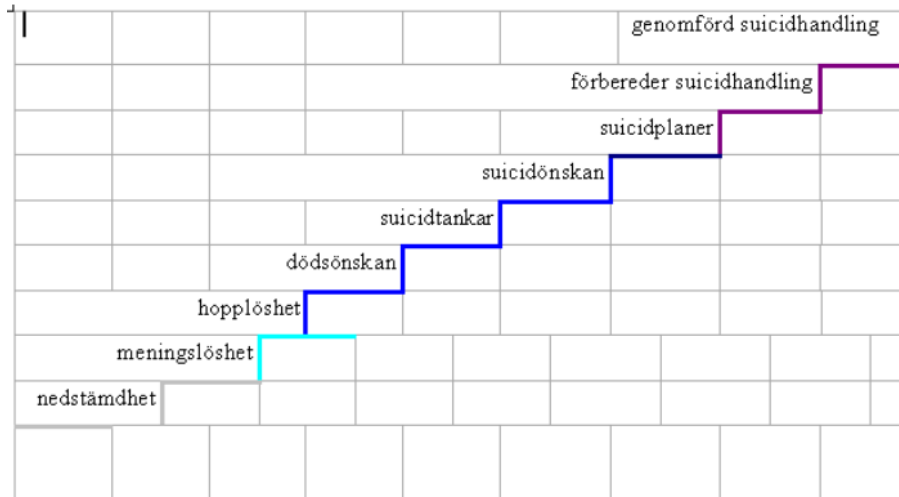 genomförd suicidhandling
förbereder suicidhandling
suicidplaner
suicidönskan
suicidtankar
dödsönskan
hopplöshet
meningslöshet
nedstämdhet